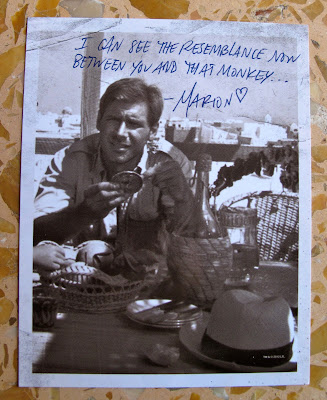 I CAN SEE THE RESEMBLANCE NOW
BETWEEN YOU AND THAT MONKEY...
-MARION♡